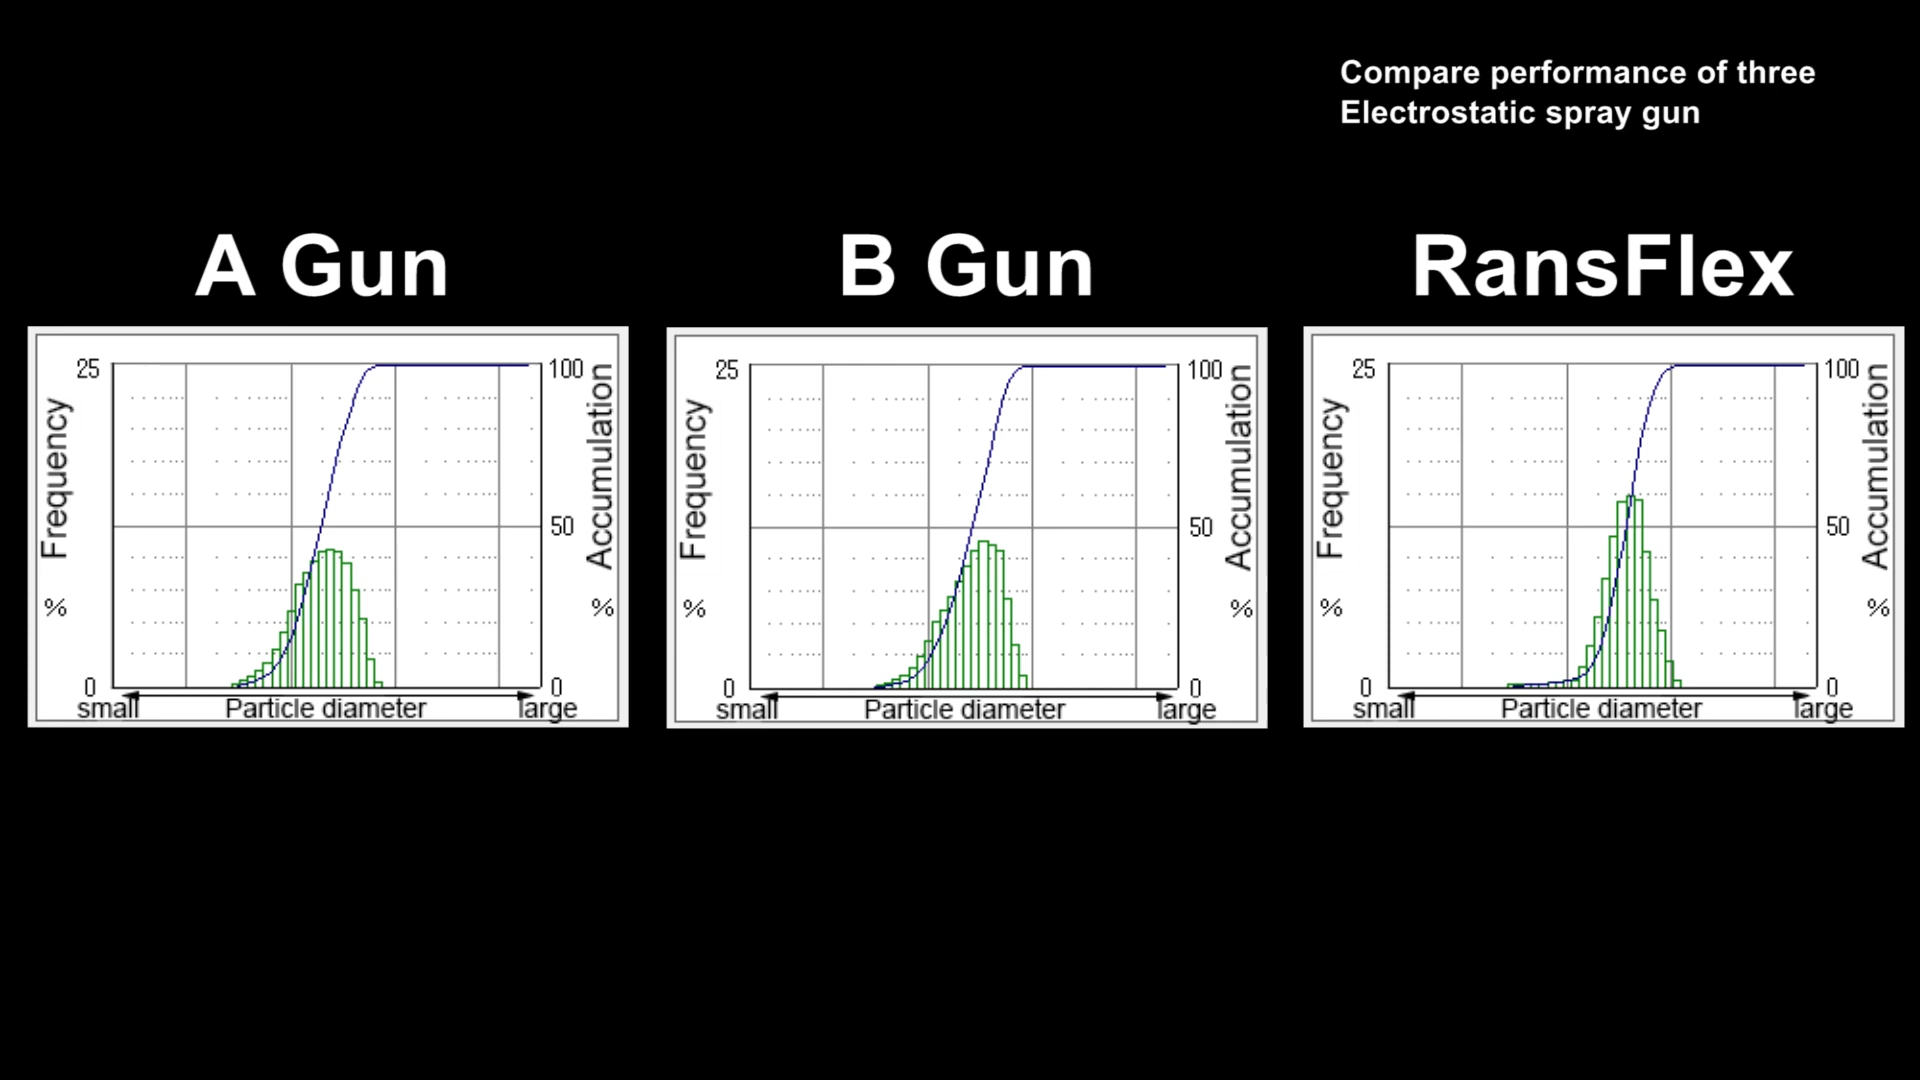 Compare performance of three
Electrostatic spray gun
A Gun
25
100
Frequency
Accumulation
50
%
%
0
0
small
Particle diameter
large
B Gun
25
100
Frequency
Accumulation
50
%
%
0
0
small
Particle diameter
large
RansFlex
25
100
Frequency
Accumulation
50
%
%
0
0
small
Particle diameter
large